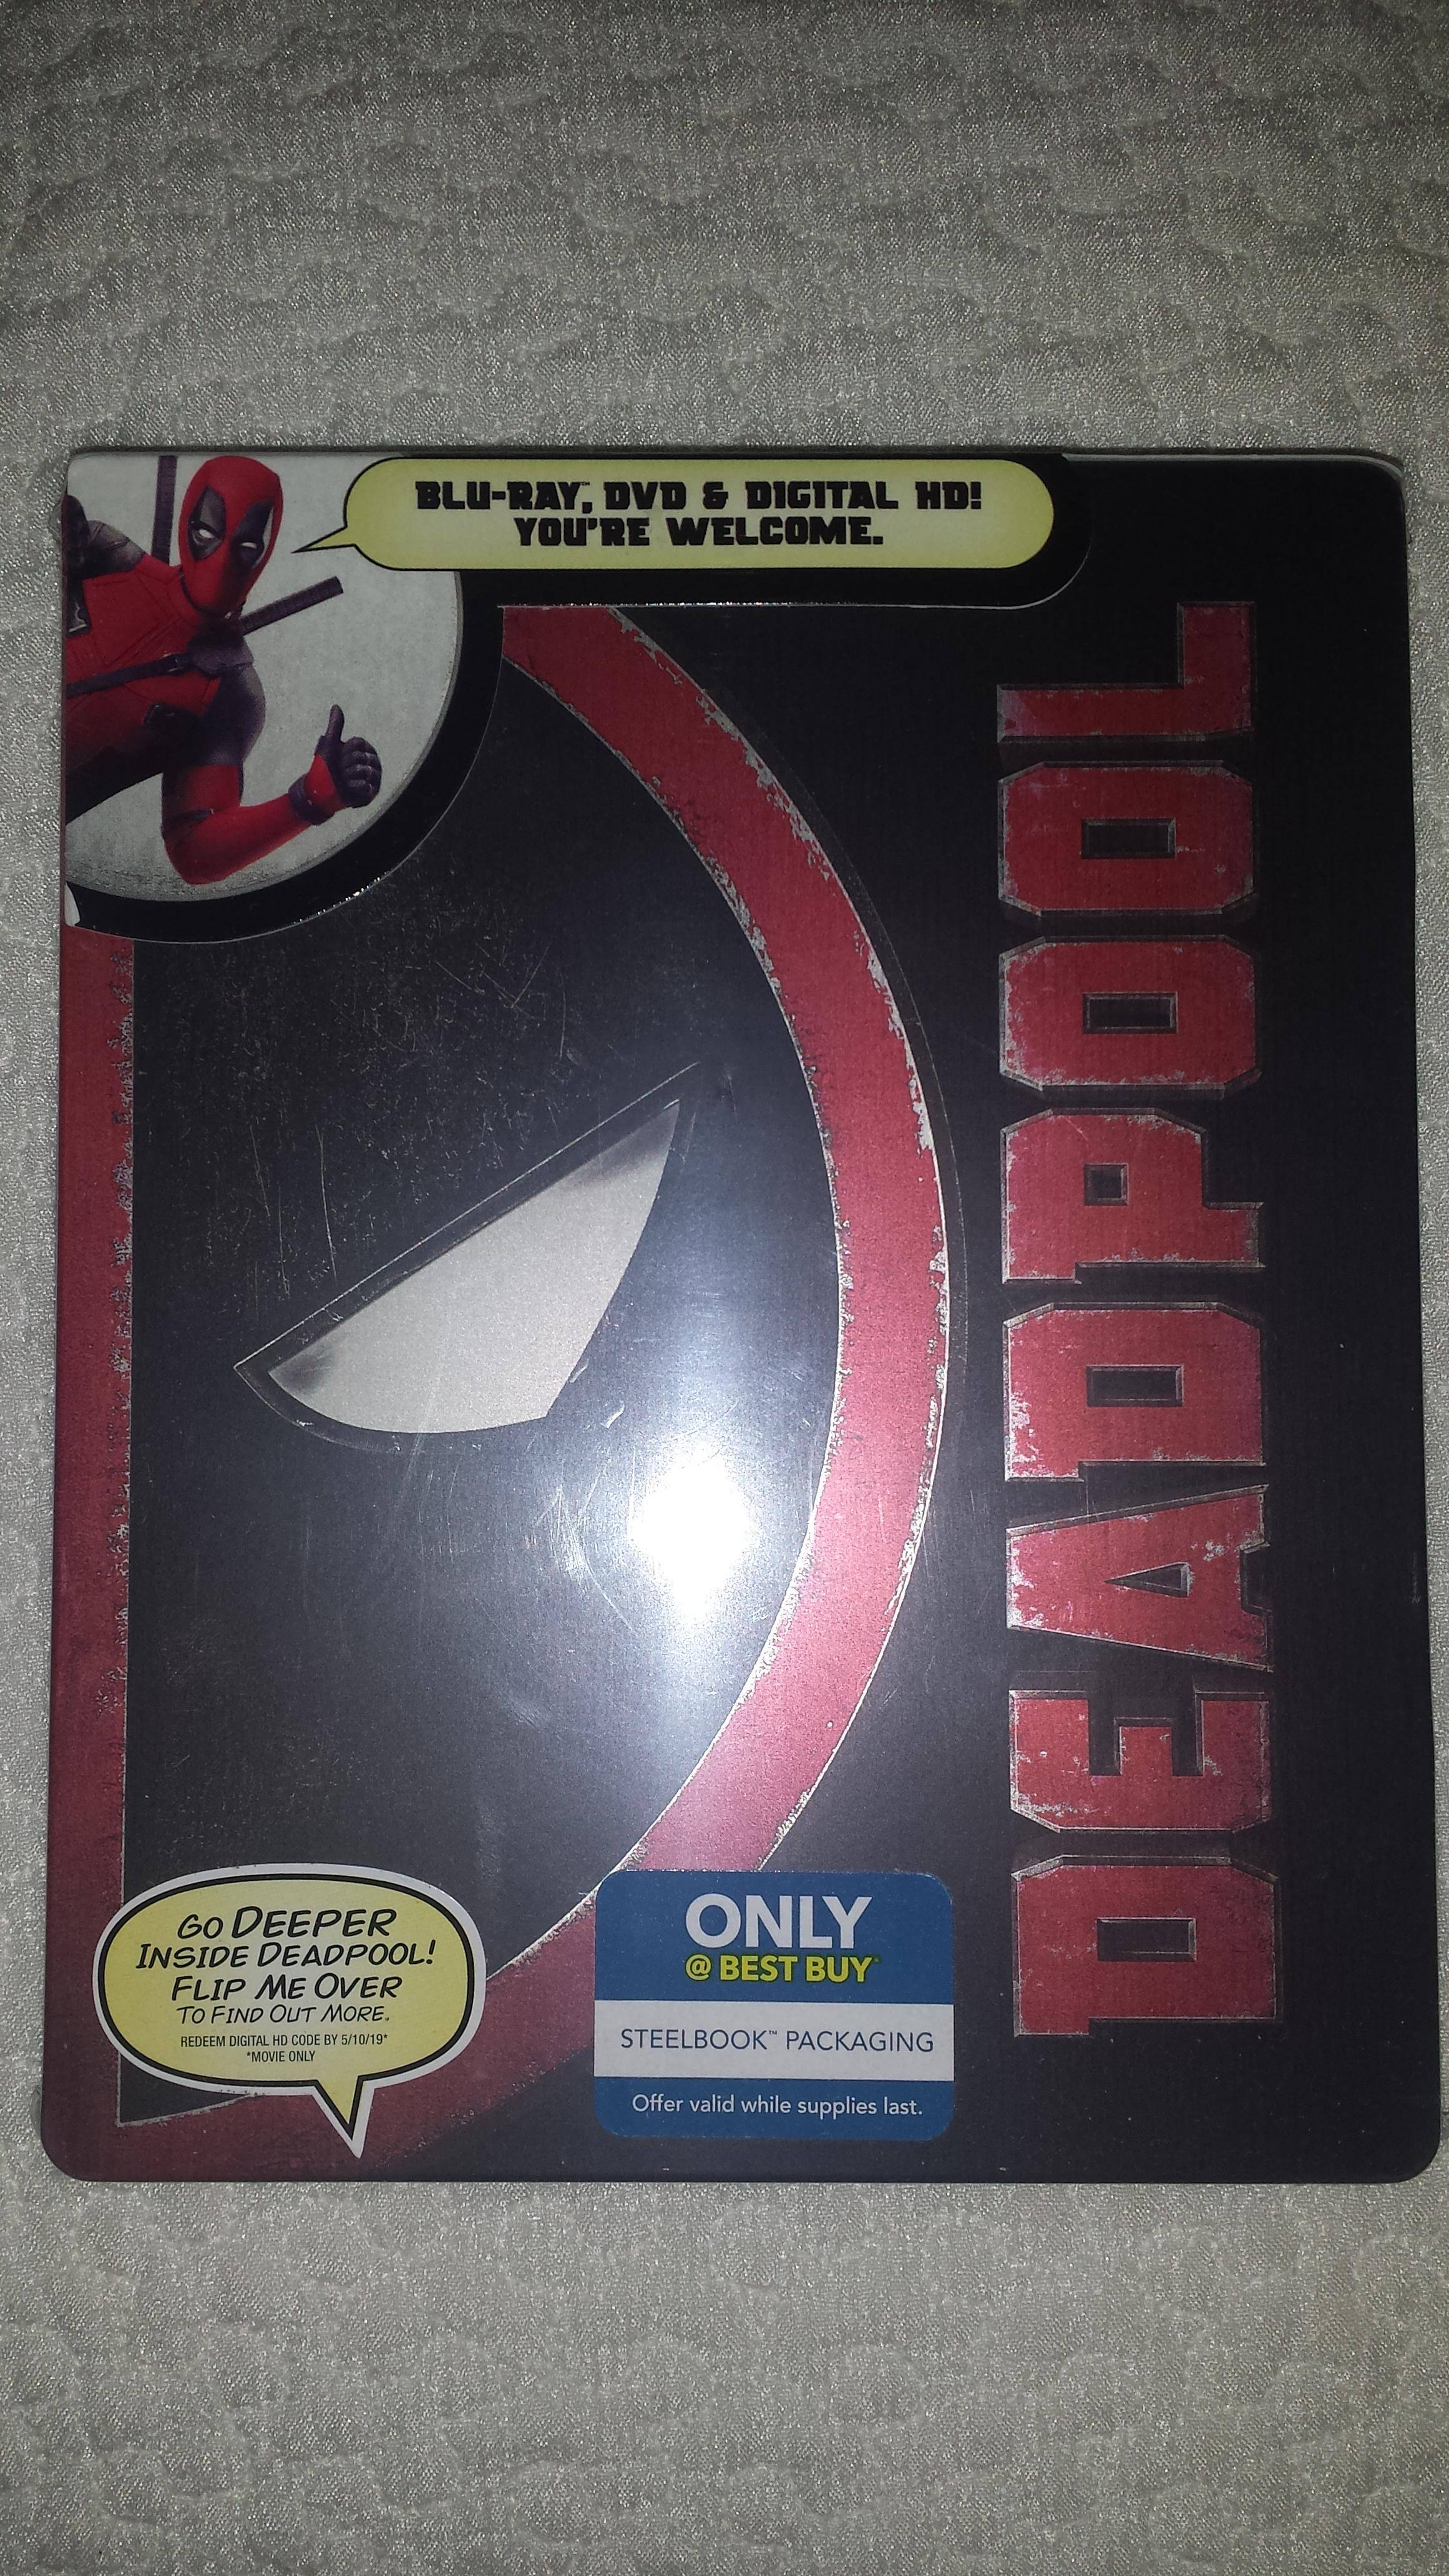 BLU-RAY™, DVD & DIGITAL HD!
YOU'RE WELCOME.
DEADPOOL
GO DEEPER
INSIDE DEADPOOL!
FLIP ME OVER
TO FIND OUT MORE.
REDEEM DIGITAL HD CODE BY 5/10/19*
*MOVIE ONLY
ONLY
@ BEST BUY
STEELBOOK™ PACKAGING
Offer valid while supplies last.